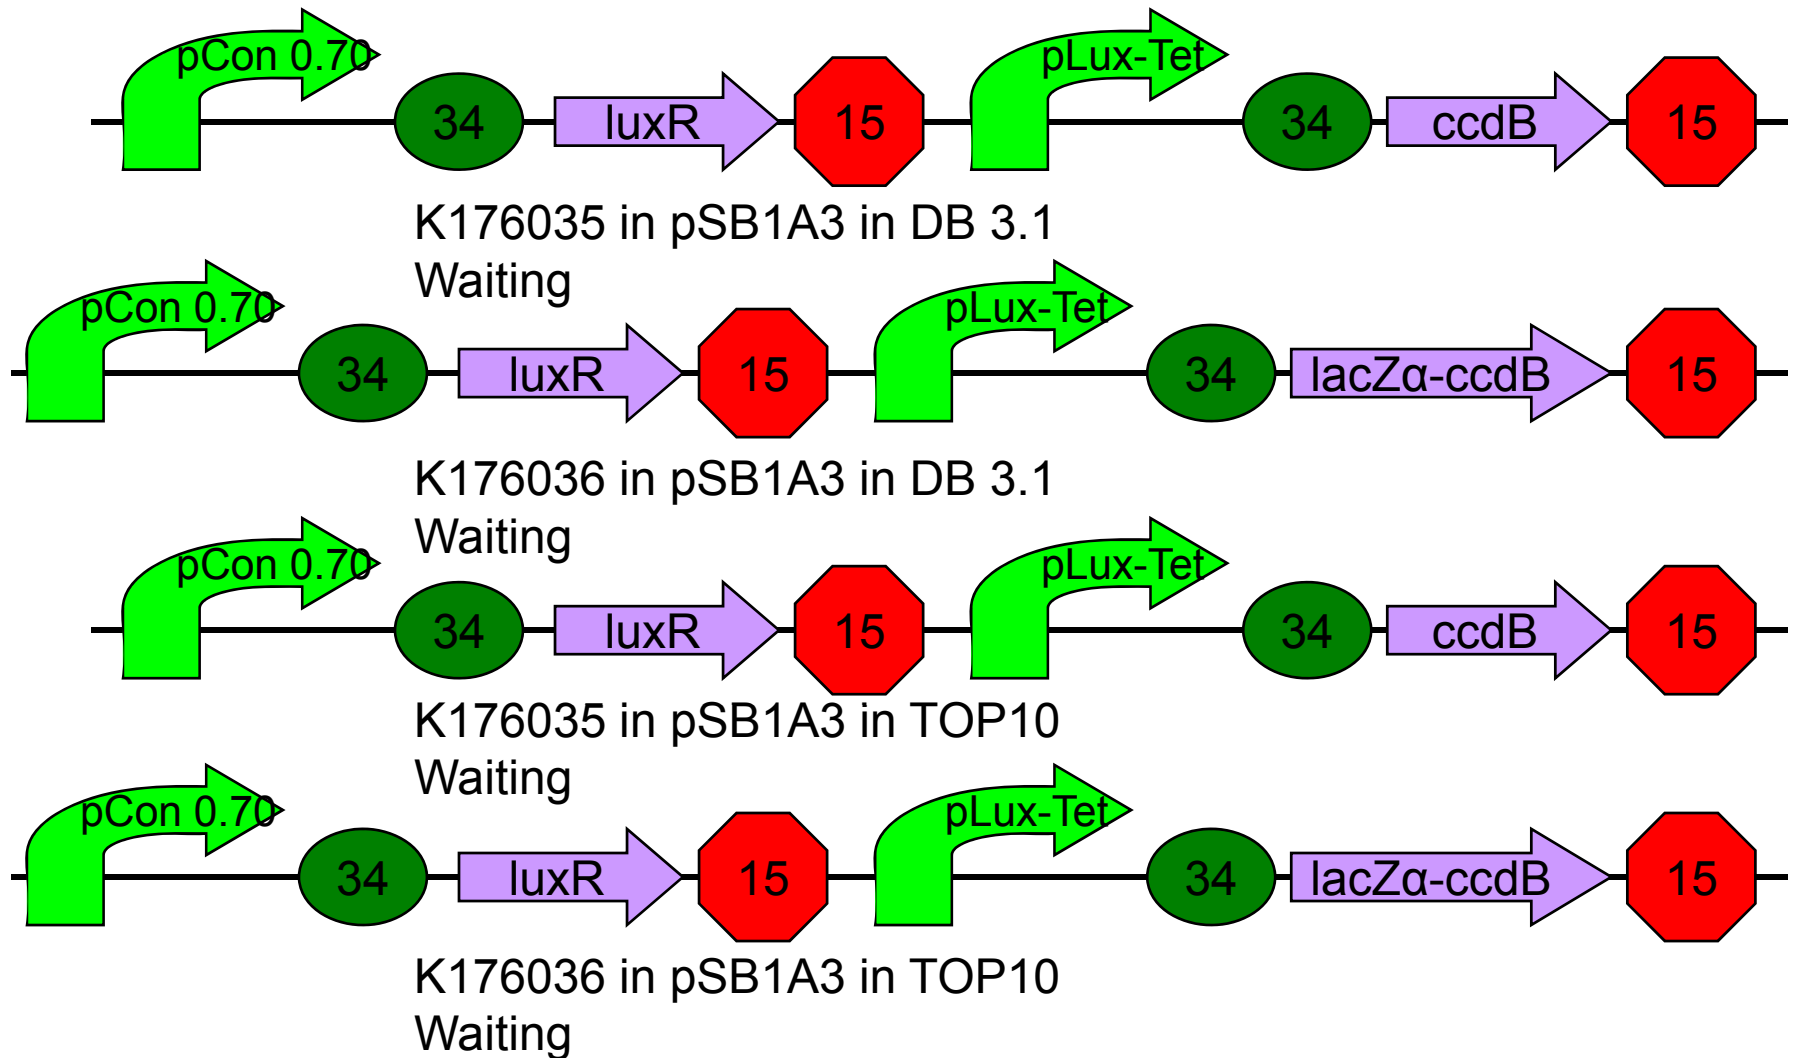 pCon 0.70 pLux-Tet
34 luxR 15 34 ccdB 15
K176035 in pSB1A3 in DB 3.1
Waiting
pCon 0.70 pLux-Tet
34 luxR 15 34 lacZα-ccdB 15
K176036 in pSB1A3 in DB 3.1
Waiting
pCon 0.70 pLux-Tet
34 luxR 15 34 ccdB 15
K176035 in pSB1A3 in TOP10
Waiting
pCon 0.70 pLux-Tet
34 luxR 15 34 lacZα-ccdB 15
K176036 in pSB1A3 in TOP10
Waiting